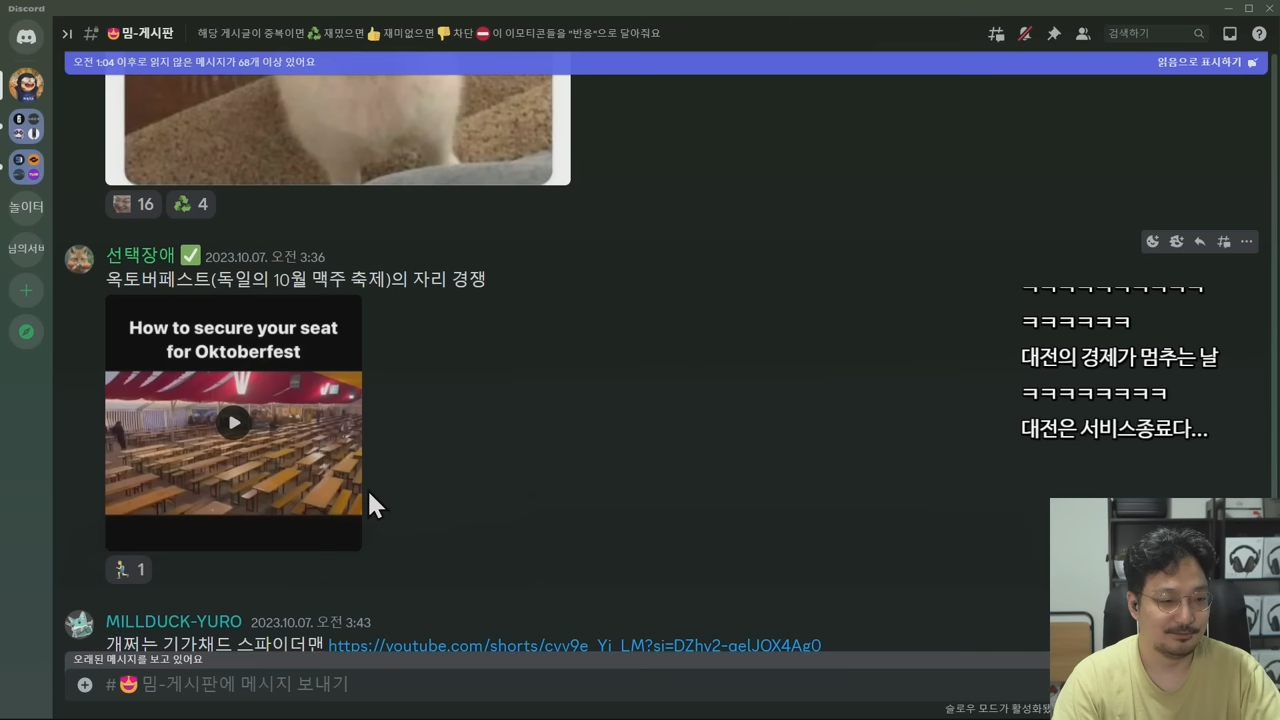 Discord
밈-게시판
해당 게시글이 중복이면 ♻️ 재밌으면 👍 재미없으면 👎 차단 ⛔ 이 이모티콘들을 "반응"으로 달아줘요
검색하기
오전 1:04 이후로 읽지 않은 메시지가 68개 이상 있어요
읽음으로 표시하기
16
4
놀이터
님의서버
선택장애 ✅ 2023.10.07. 오전 3:36
옥토버페스트(독일의 10월 맥주 축제)의 자리 경쟁
How to secure your seat
for Oktoberfest
1
ㅋㅋㅋㅋㅋㅋㅋㅋㅋㅋ
ㅋㅋㅋㅋㅋㅋ
대전의 경제가 멈추는 날
ㅋㅋㅋㅋㅋㅋㅋㅋ
대전은 서비스종료다...
MILLDUCK-YURO 2023.10.07. 오전 3:43
개쩌는 기가채드 스파이더맨
오래된 메시지를 보고 있어요
#😍밈-게시판에 메시지 보내기
슬로우 모드가